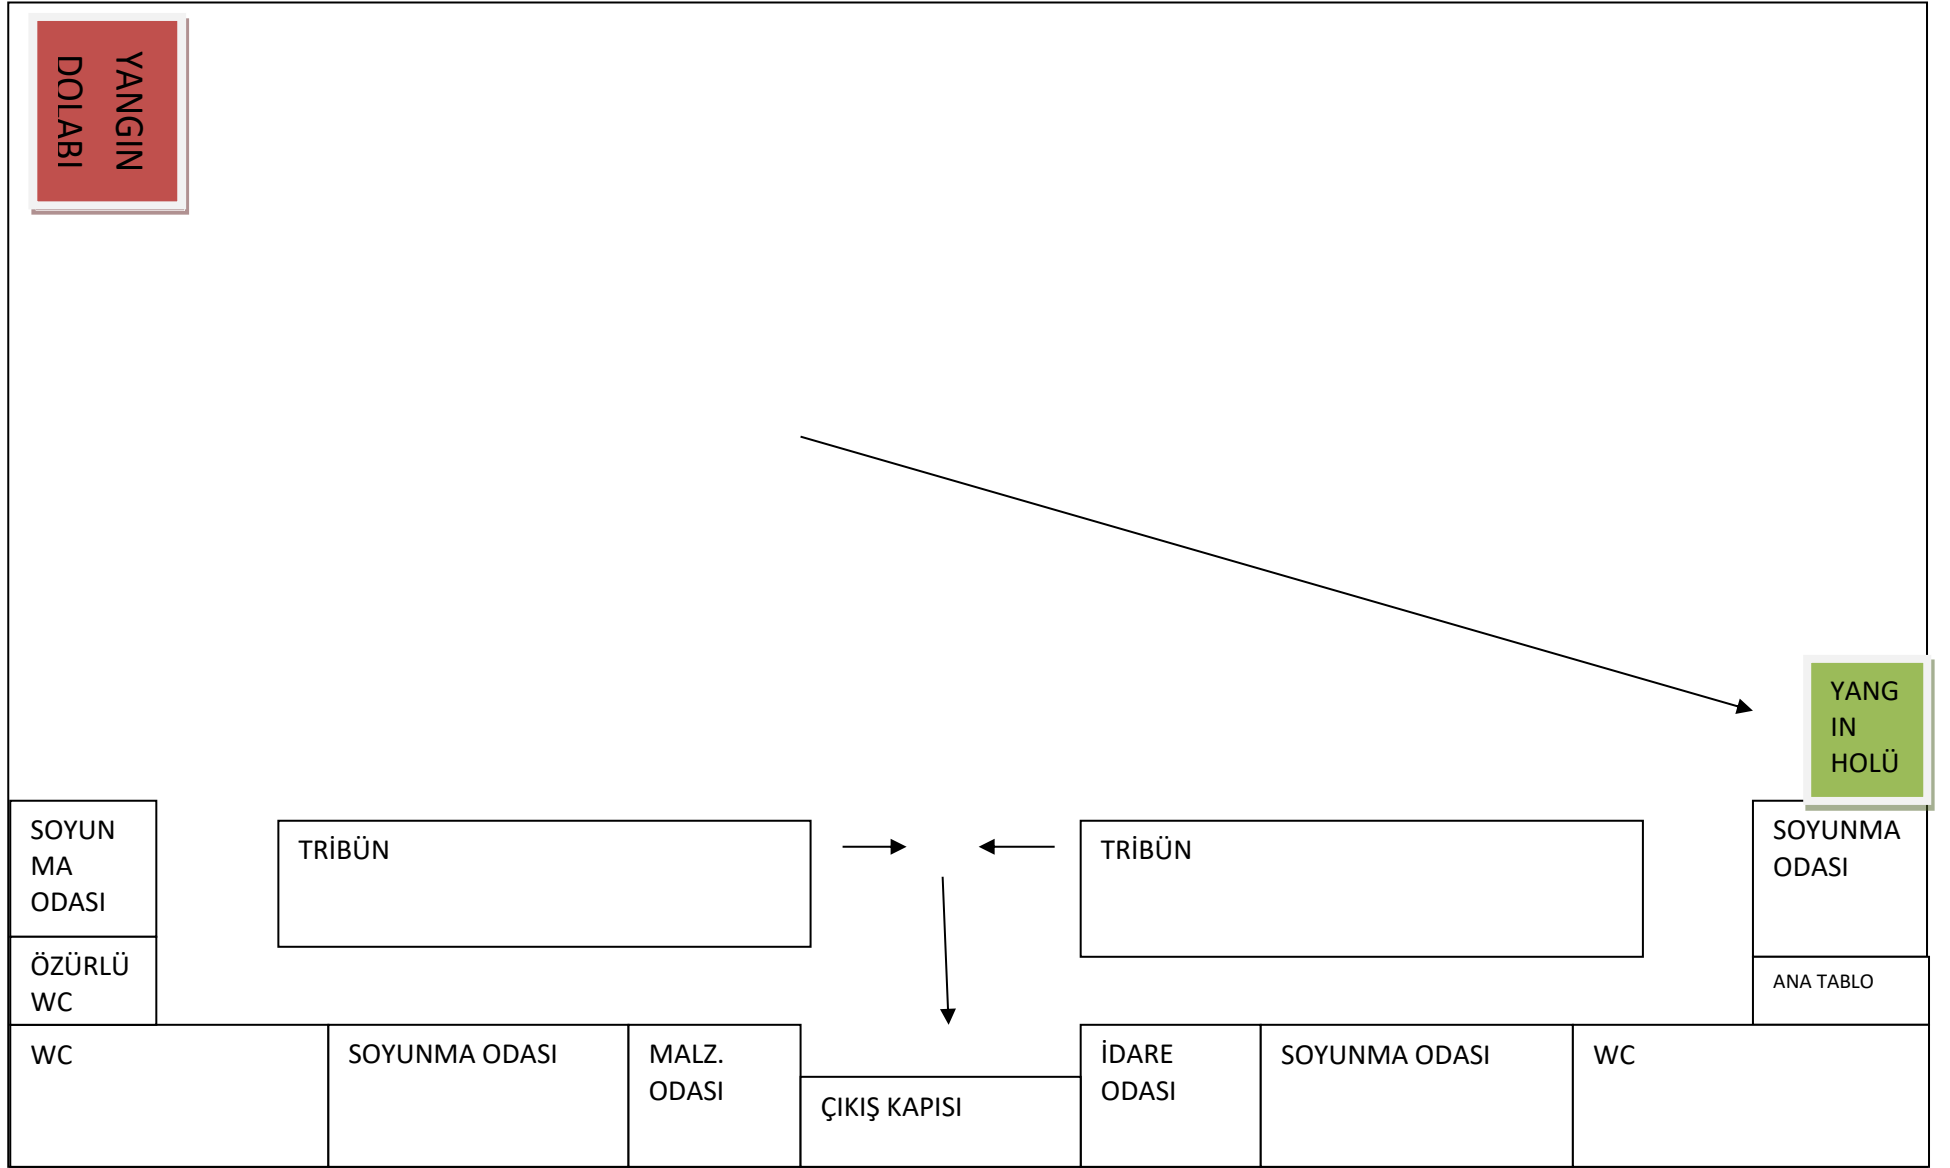 YANGIN
DOLABI
YANG
IN
HOLÜ
SOYUN
MA
ODASI
TRİBÜN
TRİBÜN
SOYUNMA
ODASI
ÖZÜRLÜ
WC
ANA TABLO
WC
SOYUNMA ODASI
MALZ.
ODASI
ÇIKIŞ KAPISI
İDARE
ODASI
SOYUNMA ODASI
WC